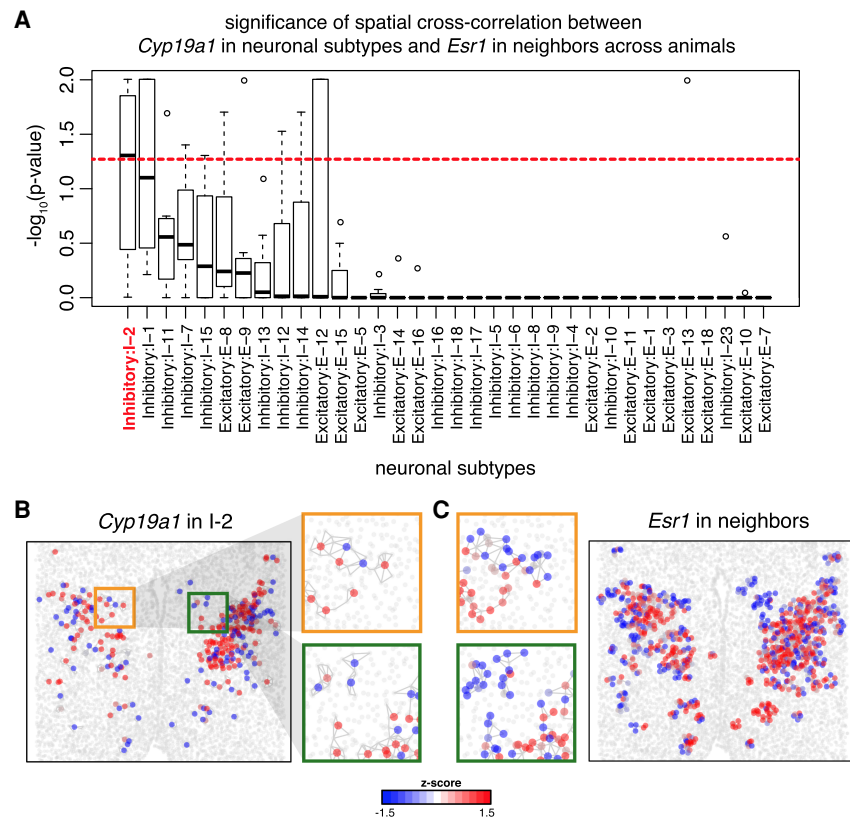 A
significance of spatial cross-correlation between
Cyp19a1 in neuronal subtypes and Esr1 in neighbors across animals
-log10(p-value)
2.0
1.5
1.0
0.5
0.0
Inhibitory:I-2
Inhibitory:I-1
Inhibitory:I-11
Inhibitory:I-7
Inhibitory:I-15
Excitatory:E-8
Excitatory:E-9
Inhibitory:I-13
Inhibitory:I-12
Inhibitory:I-14
Excitatory:E-12
Excitatory:E-15
Excitatory:E-5
Inhibitory:I-3
Excitatory:E-14
Excitatory:E-16
Inhibitory:I-16
Inhibitory:I-18
Inhibitory:I-17
Inhibitory:I-5
Inhibitory:I-6
Inhibitory:I-8
Inhibitory:I-9
Inhibitory:I-4
Excitatory:E-2
Inhibitory:I-10
Excitatory:E-11
Excitatory:E-1
Excitatory:E-3
Excitatory:E-13
Excitatory:E-18
Inhibitory:I-23
Excitatory:E-10
Excitatory:E-7
neuronal subtypes
B
Cyp19a1 in I-2
C
Esr1 in neighbors
z-score
-1.5
1.5